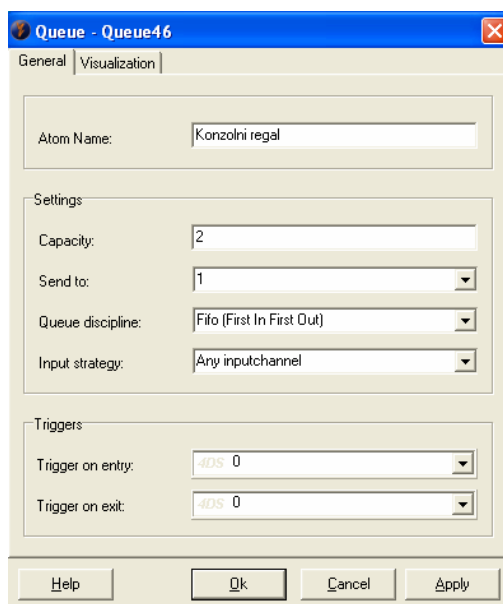 Queue - Queue46
General Visualization
Atom Name: Konzolni regal
Settings
Capacity: 2
Send to: 1
Queue discipline: Fifo (First In First Out)
Input strategy: Any inputchannel
Triggers
Trigger on entry: 4DS 0
Trigger on exit: 4DS 0
Help Ok Cancel Apply